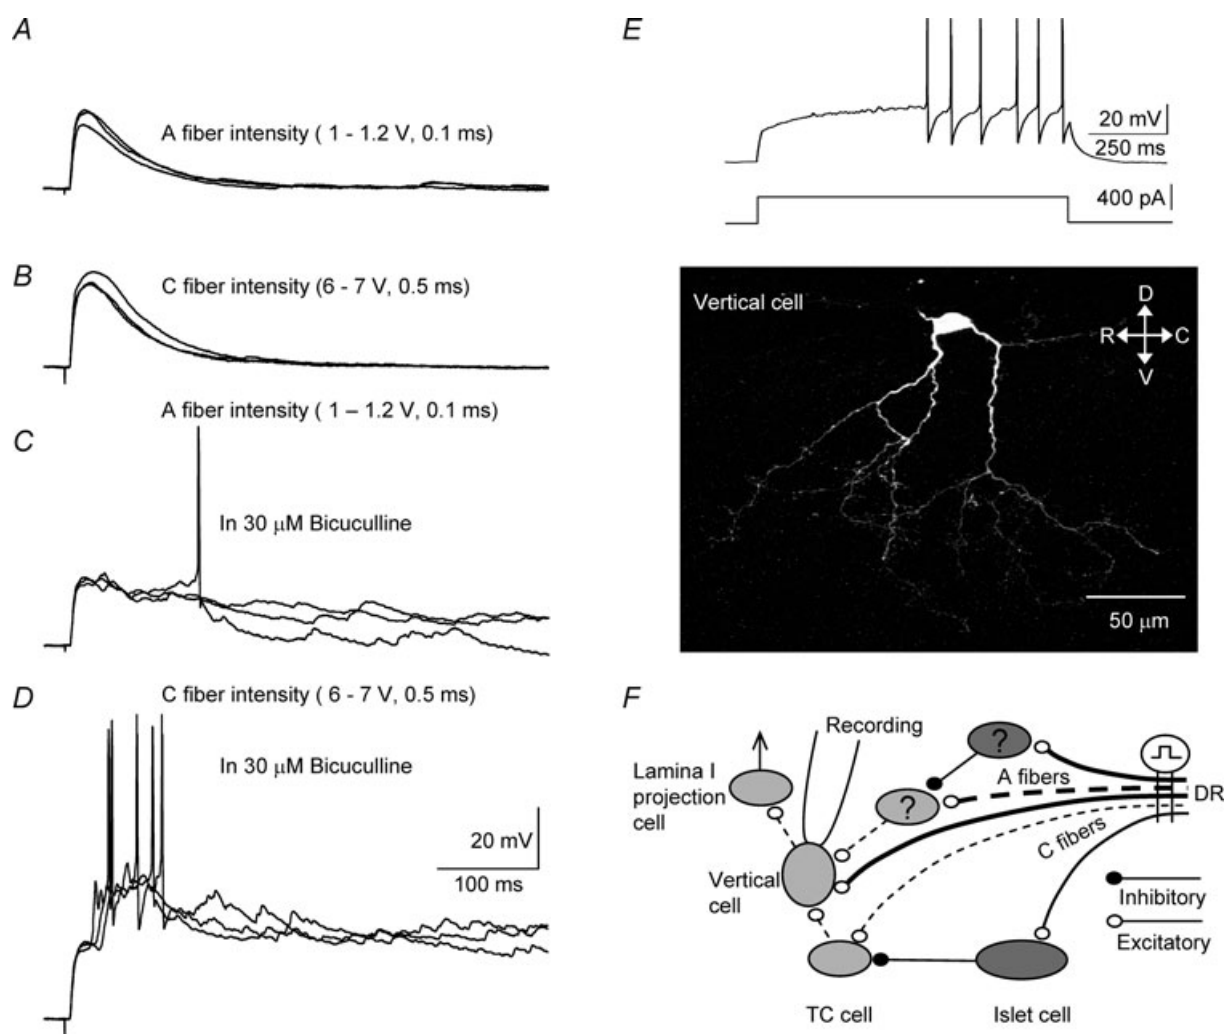 A
A fiber intensity ( 1 - 1.2 V, 0.1 ms)
B
C fiber intensity (6 - 7 V, 0.5 ms)
A fiber intensity ( 1 – 1.2 V, 0.1 ms)
C
In 30 μM Bicuculline
D
C fiber intensity ( 6 - 7 V, 0.5 ms)
In 30 μM Bicuculline
20 mV
100 ms
E
20 mV
250 ms
400 pA
Vertical cell
D
R
C
V
50 μm
F
Recording
?
Lamina I
projection
cell
A fibers
?
DR
C fibers
Vertical
cell
Inhibitory
Excitatory
TC cell
Islet cell